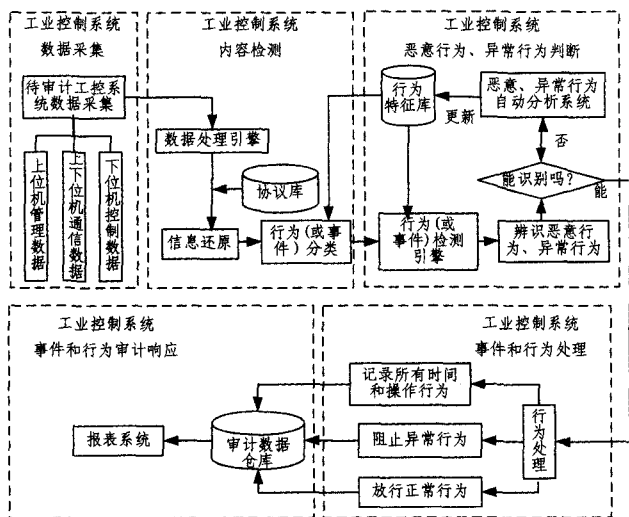 工业控制系统
数据采集
待审计工控系
统数据采集
上位机管理数据
上下位机通信数据
下位机控制数据
工业控制系统
内容检测
数据处理引擎
协议库
信息还原
行为(或事
件)分类
工业控制系统
恶意行为、异常行为判断
行为
特征库
更新
恶意、异常行为
自动分析系统
否
能识别吗?
能
行为(或
事件)检测
引擎
辨识恶意行
为、异常行为
工业控制系统
事件和行为审计响应
报表系统
审计数据
仓库
工业控制系统
事件和行为处理
记录所有时间
和操作行为
阻止异常行为
放行正常行为
行为处理